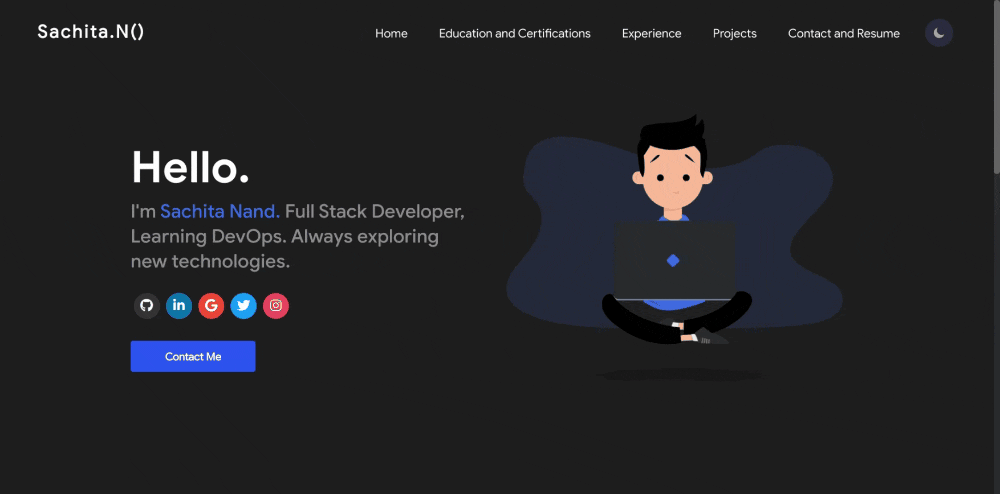 Sachita.N()
Home
Education and Certifications
Experience
Projects
Contact and Resume
Hello.
I'm Sachita Nand. Full Stack Developer,
Learning DevOps. Always exploring
new technologies.
in
G
Contact Me